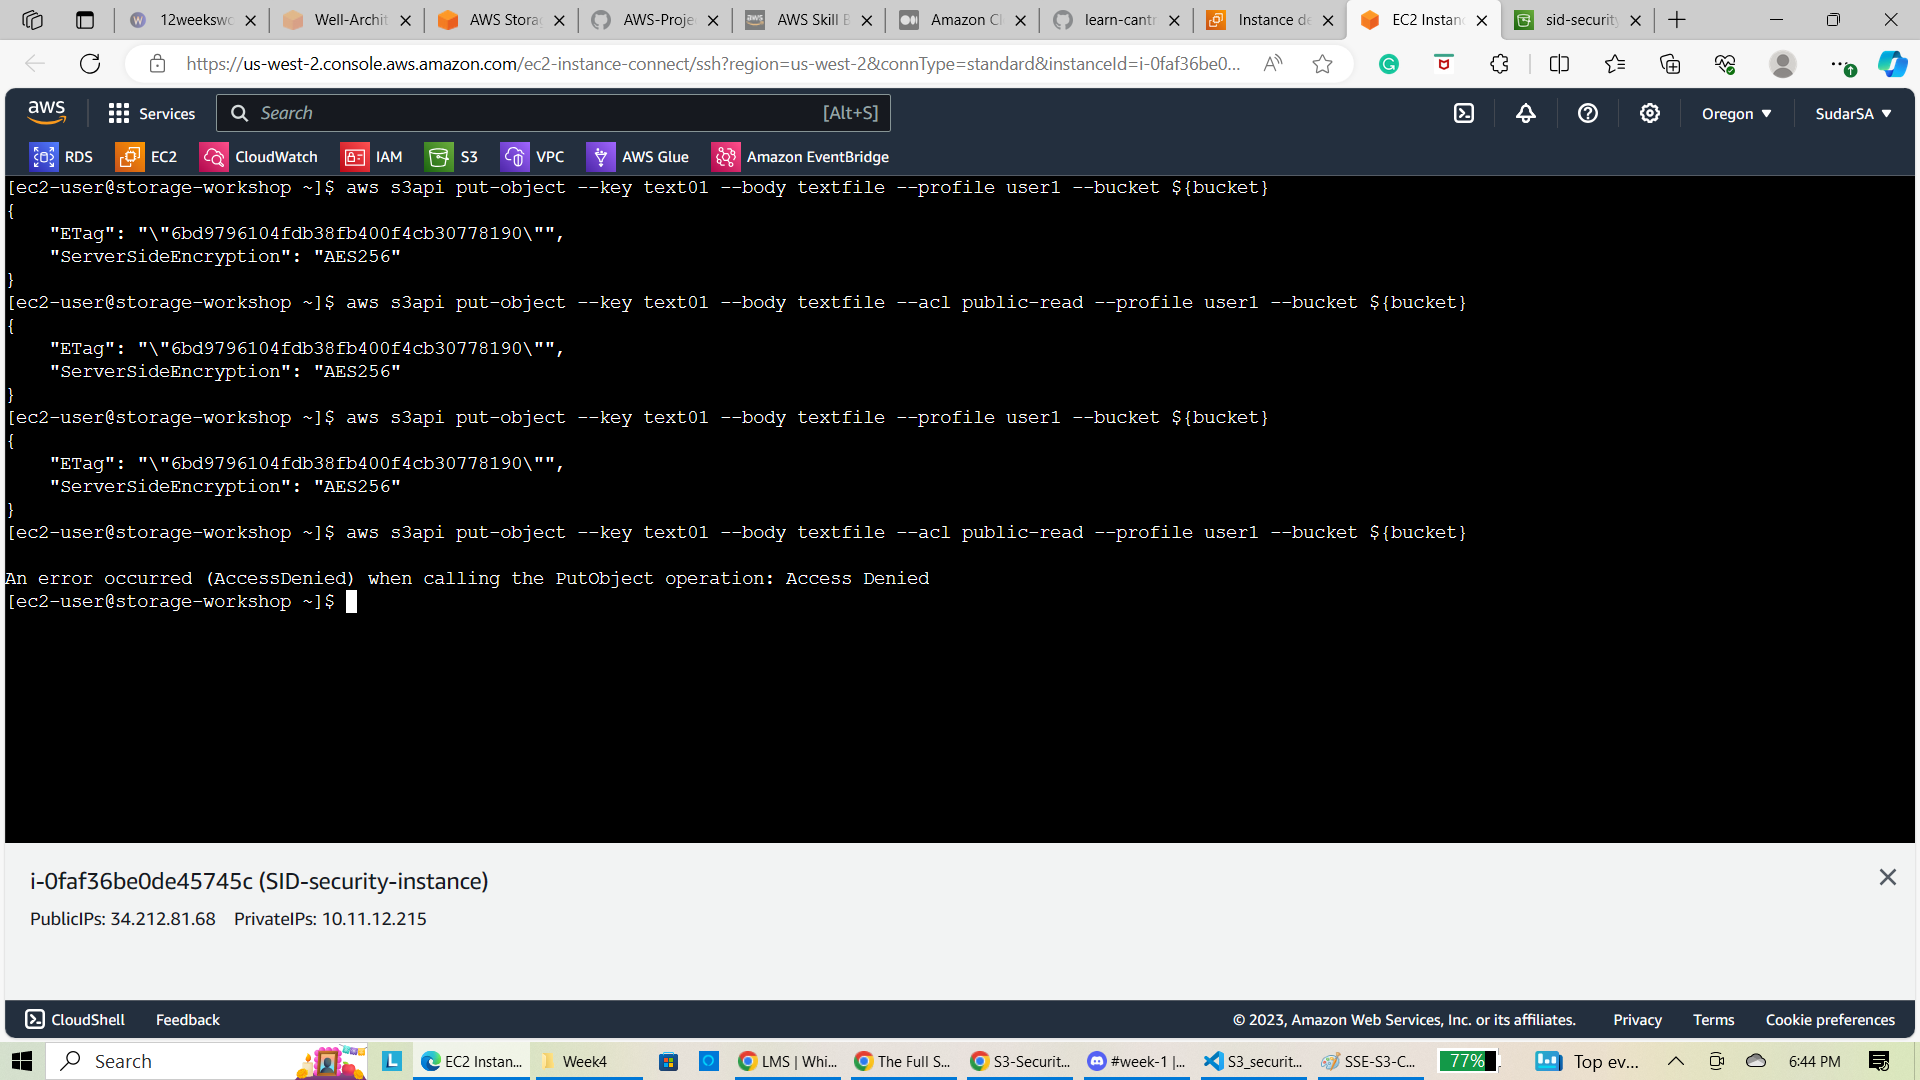 12weekswo
Well-Archit
AWS Storag
AWS-Projec
AWS Skill B
Amazon Cl
learn-cantr
Instance de
EC2 Instanc
sid-security
https://us-west-2.console.aws.amazon.com/ec2-instance-connect/ssh?region=us-west-2&connType=standard&instanceId=i-0faf36be0...
aws
Services
Search
[Alt+S]
Oregon
SudarSA
RDS
EC2
CloudWatch
IAM
S3
VPC
AWS Glue
Amazon EventBridge
[ec2-user@storage-workshop ~]$ aws s3api put-object --key text01 --body textfile --profile user1 --bucket ${bucket}
{
    "ETag": "\"6bd9796104fdb38fb400f4cb30778190\"",
    "ServerSideEncryption": "AES256"
}
[ec2-user@storage-workshop ~]$ aws s3api put-object --key text01 --body textfile --acl public-read --profile user1 --bucket ${bucket}
{
    "ETag": "\"6bd9796104fdb38fb400f4cb30778190\"",
    "ServerSideEncryption": "AES256"
}
[ec2-user@storage-workshop ~]$ aws s3api put-object --key text01 --body textfile --profile user1 --bucket ${bucket}
{
    "ETag": "\"6bd9796104fdb38fb400f4cb30778190\"",
    "ServerSideEncryption": "AES256"
}
[ec2-user@storage-workshop ~]$ aws s3api put-object --key text01 --body textfile --acl public-read --profile user1 --bucket ${bucket}
An error occurred (AccessDenied) when calling the PutObject operation: Access Denied
[ec2-user@storage-workshop ~]$
i-0faf36be0de45745c (SID-security-instance)
PublicIPs: 34.212.81.68 PrivateIPs: 10.11.12.215
CloudShell
Feedback
© 2023, Amazon Web Services, Inc. or its affiliates.
Privacy
Terms
Cookie preferences
Search
EC2 Instan...
Week4
LMS | Whi...
The Full S...
S3-Securit...
#week-1 |...
S3_securit...
SSE-S3-C...
77%
Top ev...
6:44 PM